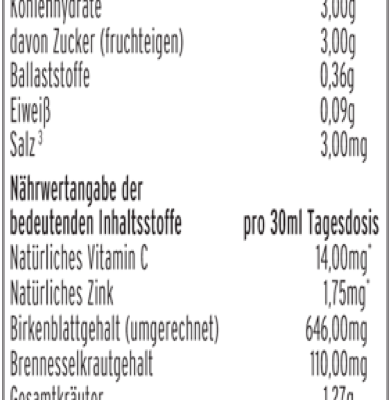 Kohlenhydrate 3,00g
davon Zucker (fruchteigen) 3,00g
Ballaststoffe 0,36g
Eiweiß 0,09g
Salz³ 3,00mg
Nährwertangabe der
bedeutenden Inhaltsstoffe pro 30ml Tagesdosis
Natürliches Vitamin C 14,00mg*
Natürliches Zink 1,75mg*
Birkenblattgehalt (umgerechnet) 646,00mg
Brennesselkrautgehalt 110,00mg
Gesamtkräuter 1,27g